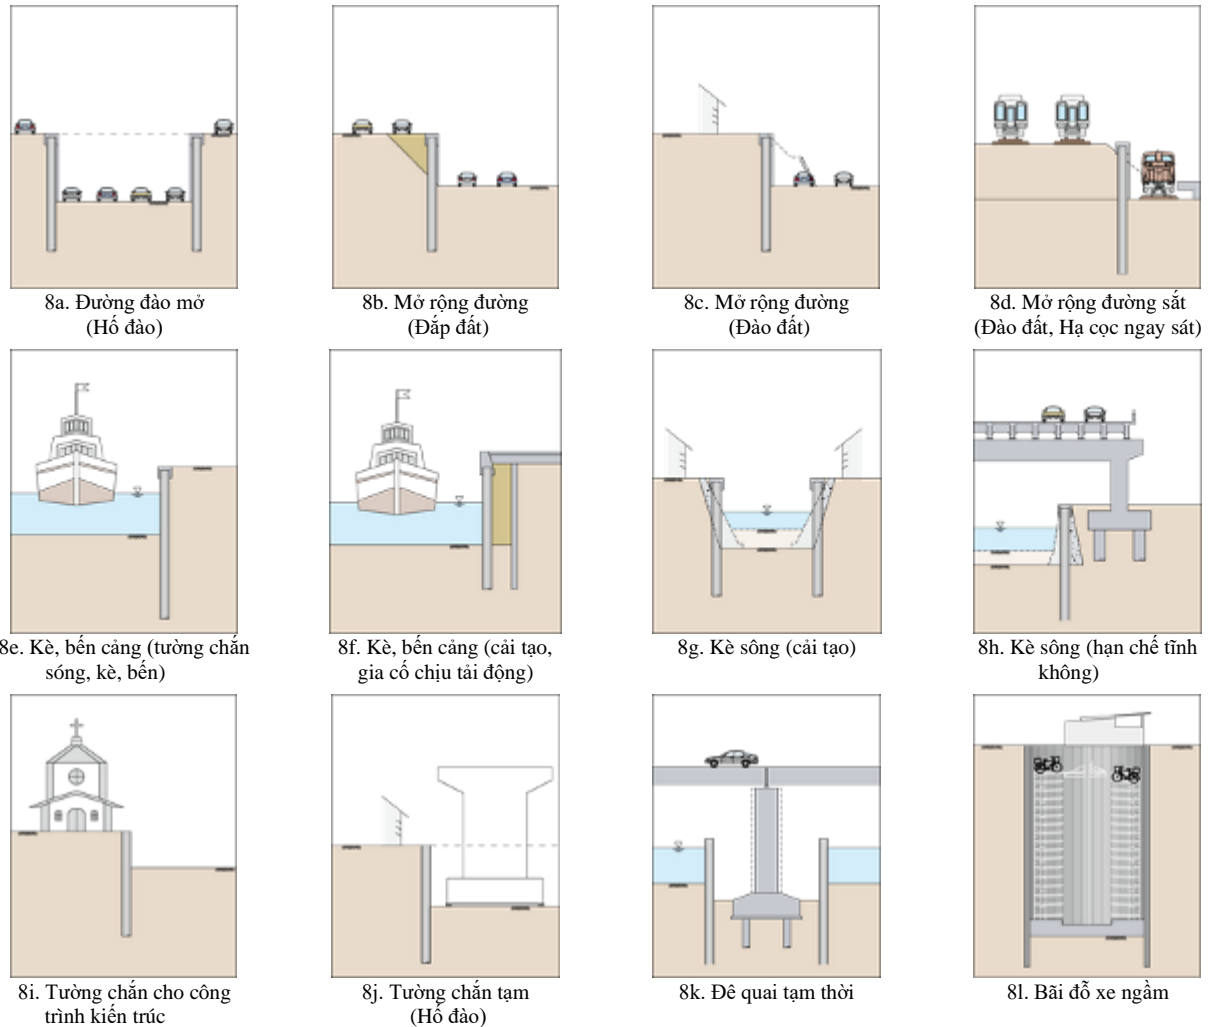 8a. Đường đào mở
(Hố đào)
8b. Mở rộng đường
(Đắp đất)
8c. Mở rộng đường
(Đào đất)
8d. Mở rộng đường sắt
(Đào đất, Hạ cọc ngay sát)
8e. Kè, bến cảng (tường chắn
sóng, kè, bến)
8f. Kè, bến cảng (cải tạo,
gia cố chịu tải động)
8g. Kè sông (cải tạo)
8h. Kè sông (hạn chế tĩnh
không)
8i. Tường chắn cho công
trình kiến trúc
8j. Tường chắn tạm
(Hố đào)
8k. Đê quai tạm thời
8l. Bãi đỗ xe ngầm